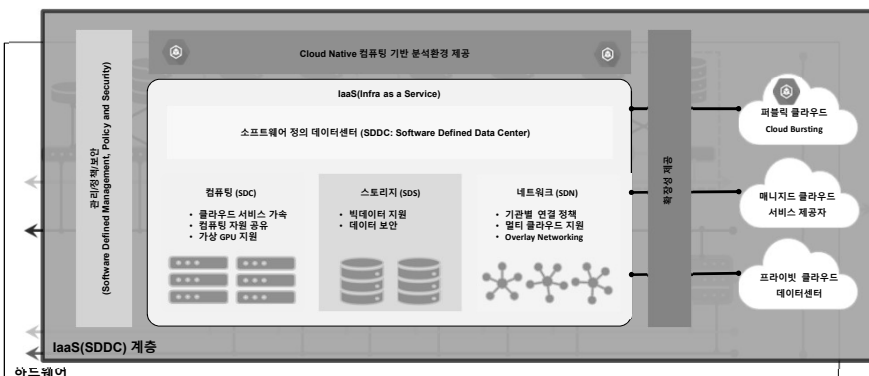 Cloud Native 컴퓨팅 기반 분석환경 제공
관리/정책/보안
(Software Defined Management, Policy and Security)
IaaS(Infra as a Service)
소프트웨어 정의 데이터센터 (SDDC: Software Defined Data Center)
컴퓨팅 (SDC)
• 클라우드 서비스 가속
• 컴퓨팅 자원 공유
• 가상 GPU 지원
스토리지 (SDS)
• 빅데이터 지원
• 데이터 보안
네트워크 (SDN)
• 기관별 연결 정책
• 멀티 클라우드 지원
• Overlay Networking
확장성 제공
퍼블릭 클라우드
Cloud Bursting
매니지드 클라우드
서비스 제공자
프라이빗 클라우드
데이터센터
IaaS(SDDC) 계층
하드웨어